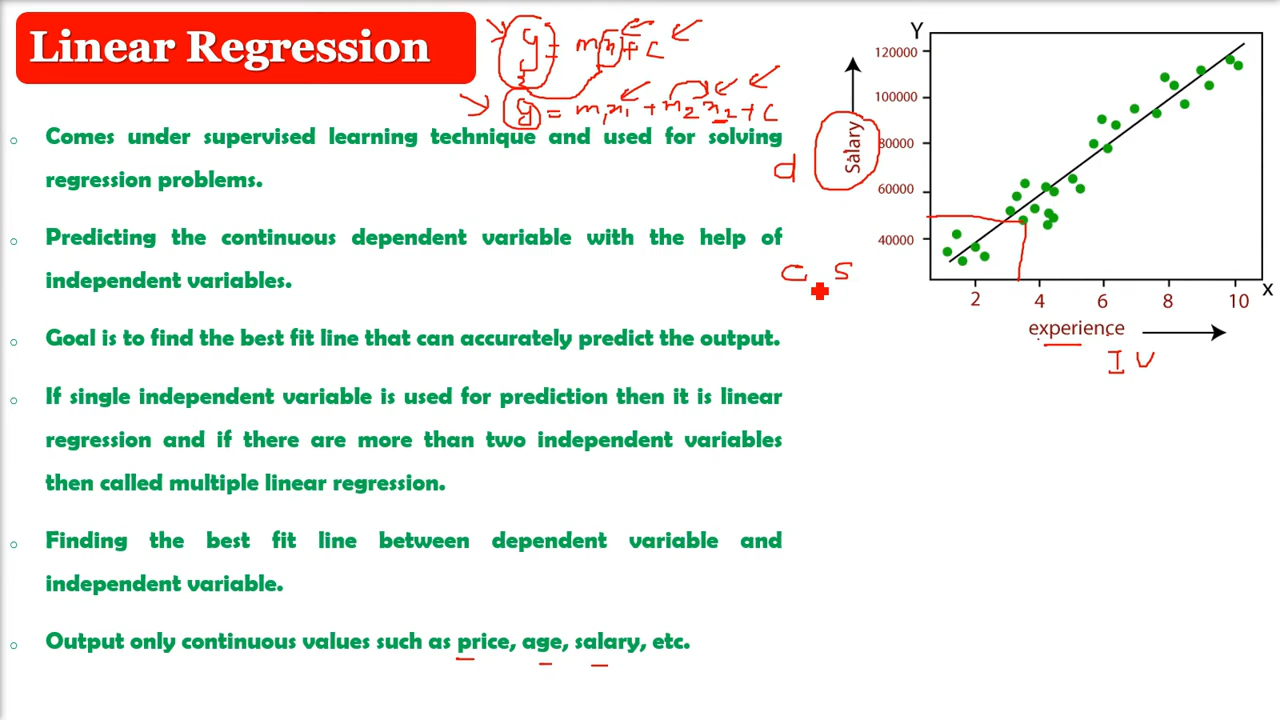 Linear Regression
y = mx + c
y = m1x1 + m2x2 + c
Comes under supervised learning technique and used for solving
regression problems.
Predicting the continuous dependent variable with the help of
independent variables.
Goal is to find the best fit line that can accurately predict the output.
If single independent variable is used for prediction then it is linear
regression and if there are more than two independent variables
then called multiple linear regression.
Finding the best fit line between dependent variable and
independent variable.
Output only continuous values such as price, age, salary, etc.
Y
120000
100000
80000
60000
40000
Salary
d
C S
2 4 6 8 10 X
experience
I V